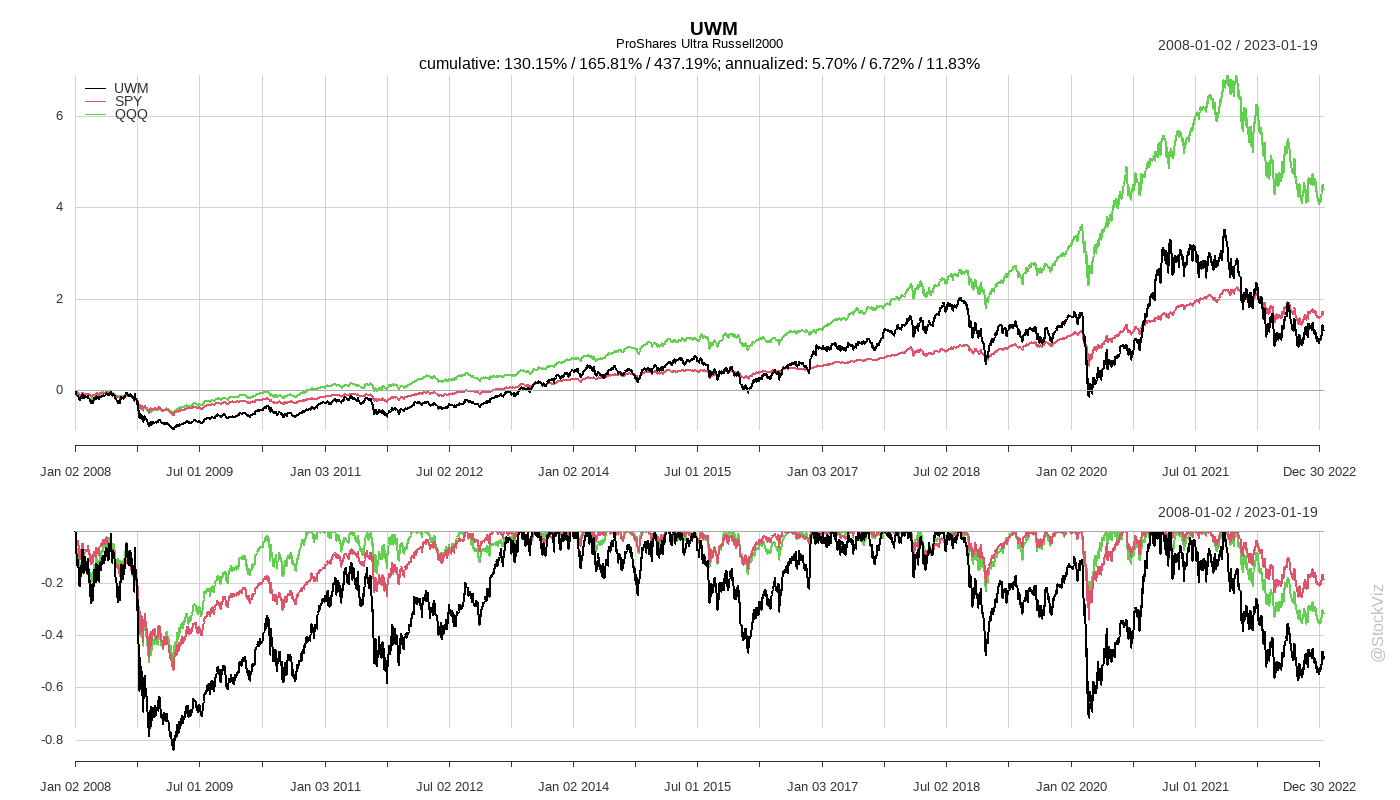 UWM
ProShares Ultra Russell2000
2008-01-02 / 2023-01-19
cumulative: 130.15% / 165.81% / 437.19%; annualized: 5.70% / 6.72% / 11.83%
UWM
SPY
QQQ
6
4
2
0
Jan 02 2008 Jul 01 2009 Jan 03 2011 Jul 02 2012 Jan 02 2014 Jul 01 2015 Jan 03 2017 Jul 02 2018 Jan 02 2020 Jul 01 2021 Dec 30 2022
2008-01-02 / 2023-01-19
-0.2
-0.4
-0.6
-0.8
Jan 02 2008 Jul 01 2009 Jan 03 2011 Jul 02 2012 Jan 02 2014 Jul 01 2015 Jan 03 2017 Jul 02 2018 Jan 02 2020 Jul 01 2021 Dec 30 2022
@StockViz